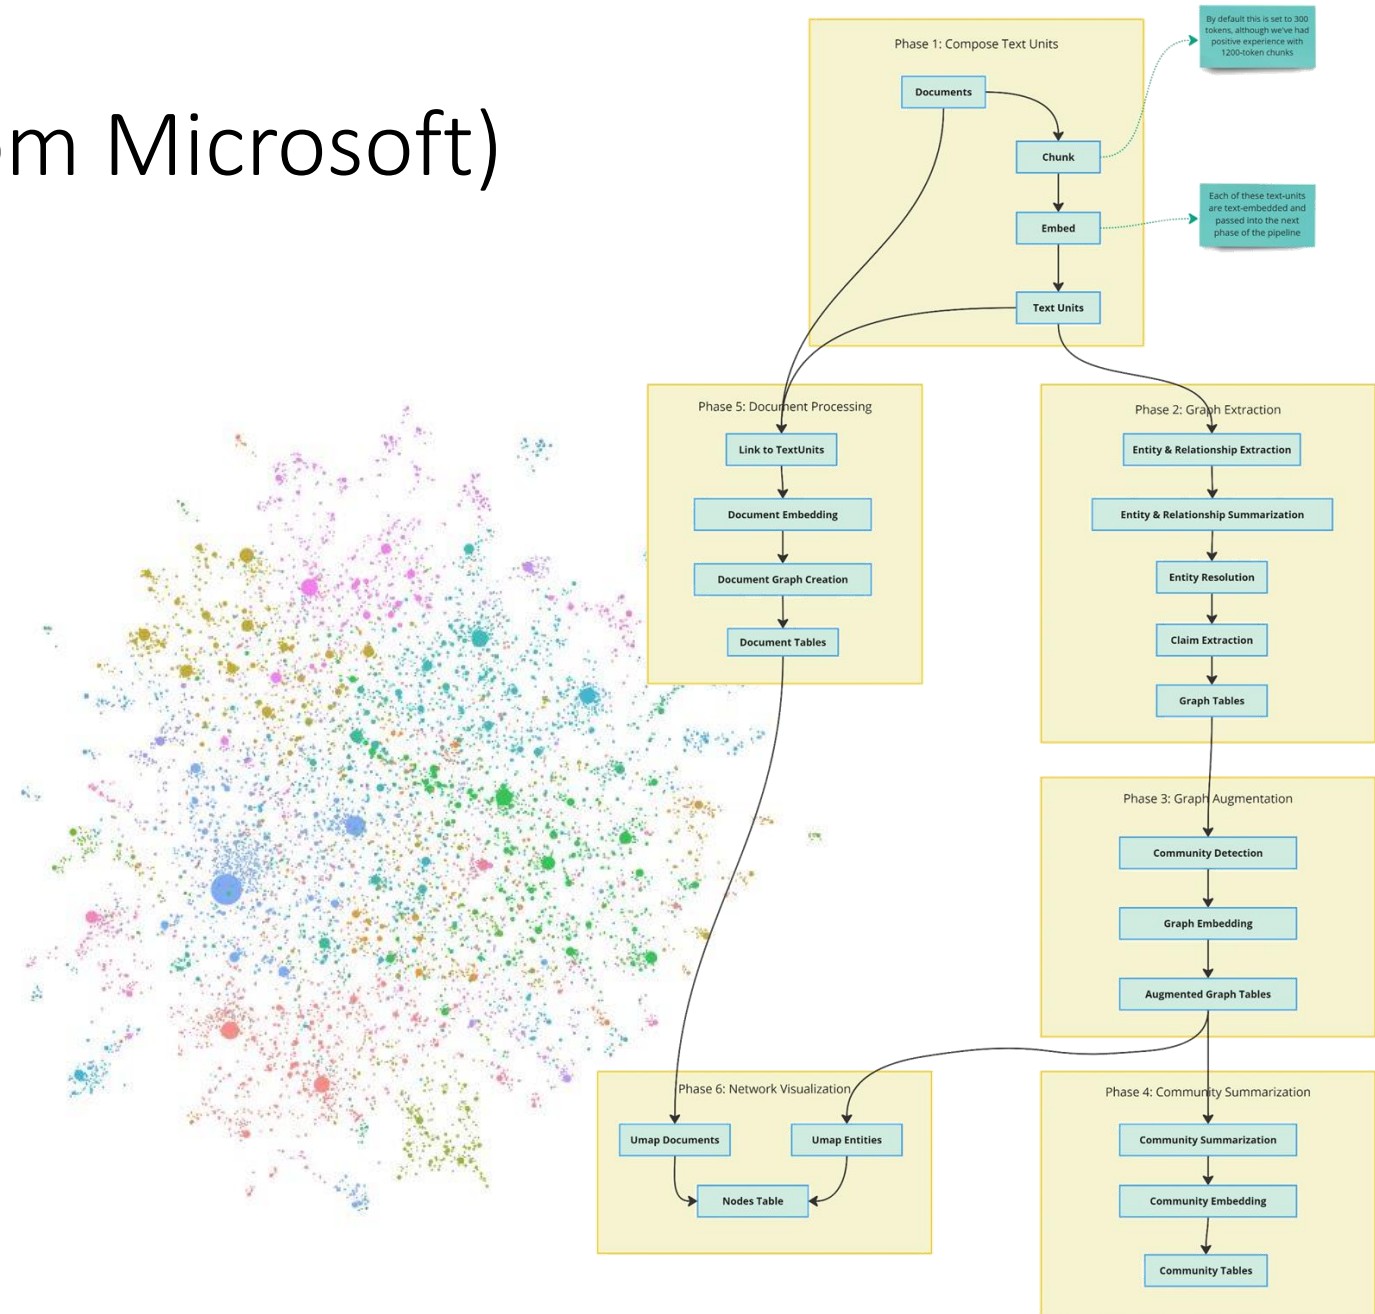 m Microsoft)
Phase 1: Compose Text Units
Documents
Chunk
Embed
Text Units
By default this is set to 300
tokens, although we've had
positive experience with
1200-token chunks
Each of these text-units
are text-embedded and
passed into the next
phase of the pipeline
Phase 5: Document Processing
Link to TextUnits
Document Embedding
Document Graph Creation
Document Tables
Phase 2: Graph Extraction
Entity & Relationship Extraction
Entity & Relationship Summarization
Entity Resolution
Claim Extraction
Graph Tables
Phase 3: Graph Augmentation
Community Detection
Graph Embedding
Augmented Graph Tables
Phase 6: Network Visualization
Umap Documents
Umap Entities
Nodes Table
Phase 4: Community Summarization
Community Summarization
Community Embedding
Community Tables